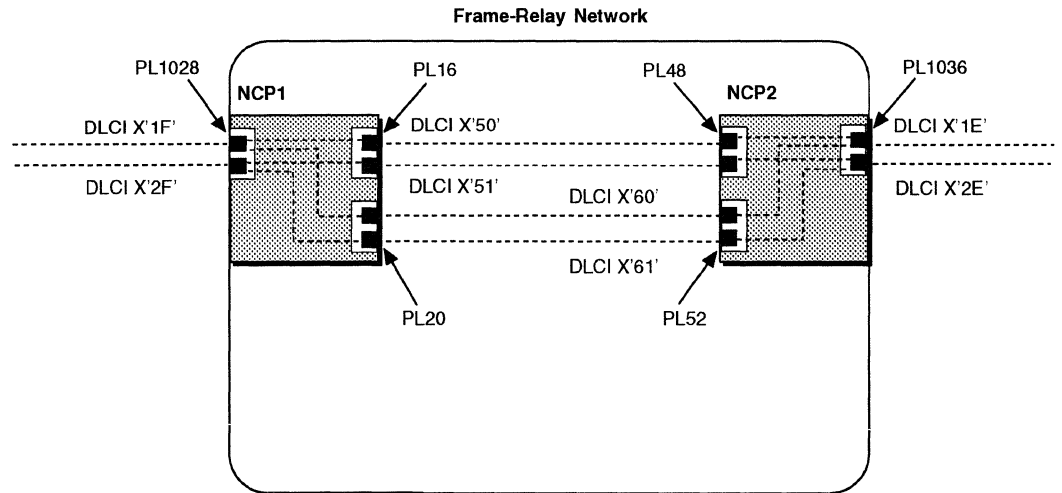 Frame-Relay Network
PL1028
PL16
PL48
PL1036
NCP1
NCP2
DLCI X'1F'
DLCI X'50'
DLCI X'1E'
DLCI X'2F'
DLCI X'51'
DLCI X'60'
DLCI X'2E'
DLCI X'61'
PL20
PL52